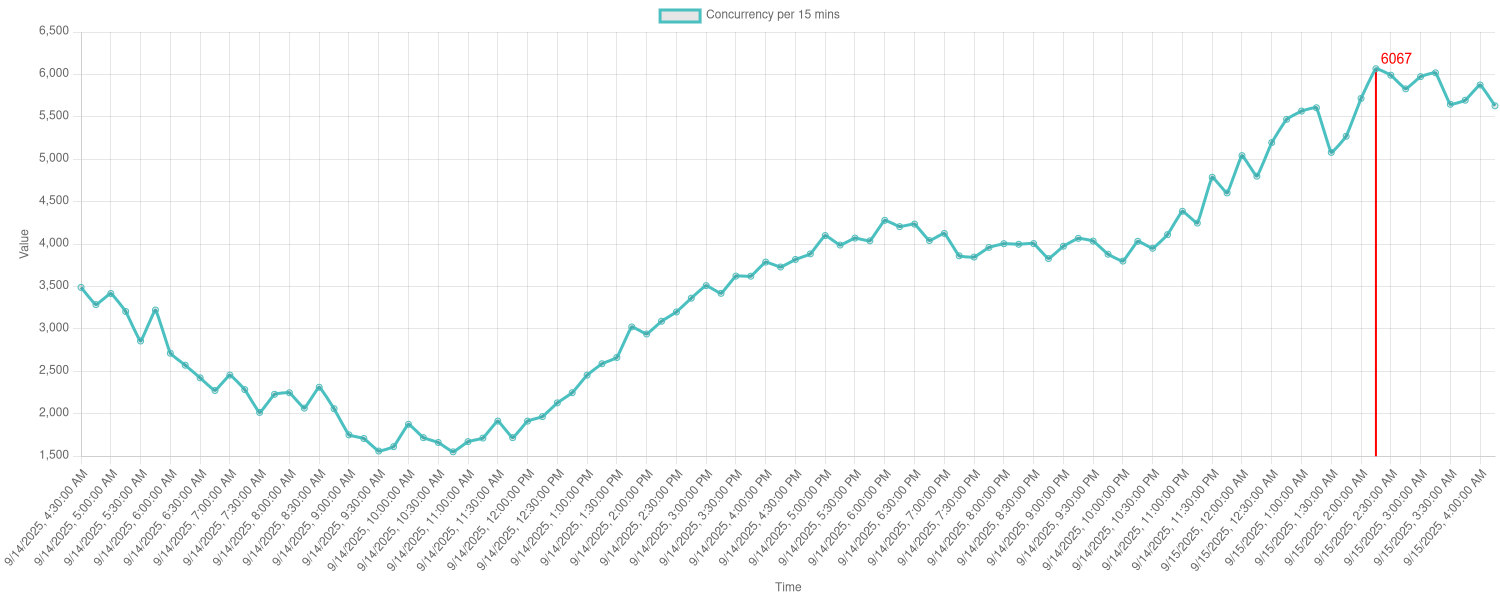 Concurrency per 15 mins
6,500
6,000
5,500
5,000
4,500
4,000
3,500
3,000
2,500
2,000
1,500
Value
6067
9/14/2025, 4:30:00 AM
9/14/2025, 5:00:00 AM
9/14/2025, 5:30:00 AM
9/14/2025, 6:00:00 AM
9/14/2025, 6:30:00 AM
9/14/2025, 7:00:00 AM
9/14/2025, 7:30:00 AM
9/14/2025, 8:00:00 AM
9/14/2025, 8:30:00 AM
9/14/2025, 9:00:00 AM
9/14/2025, 9:30:00 AM
9/14/2025, 10:00:00 AM
9/14/2025, 10:30:00 AM
9/14/2025, 11:00:00 AM
9/14/2025, 11:30:00 AM
9/14/2025, 12:00:00 PM
9/14/2025, 12:30:00 PM
9/14/2025, 1:00:00 PM
9/14/2025, 1:30:00 PM
9/14/2025, 2:00:00 PM
9/14/2025, 2:30:00 PM
9/14/2025, 3:00:00 PM
9/14/2025, 3:30:00 PM
9/14/2025, 4:00:00 PM
9/14/2025, 4:30:00 PM
9/14/2025, 5:00:00 PM
9/14/2025, 5:30:00 PM
9/14/2025, 6:00:00 PM
9/14/2025, 6:30:00 PM
9/14/2025, 7:00:00 PM
9/14/2025, 7:30:00 PM
9/14/2025, 8:00:00 PM
9/14/2025, 8:30:00 PM
9/14/2025, 9:00:00 PM
9/14/2025, 9:30:00 PM
9/14/2025, 10:00:00 PM
9/14/2025, 10:30:00 PM
9/14/2025, 11:00:00 PM
9/14/2025, 11:30:00 PM
9/15/2025, 12:00:00 AM
9/15/2025, 12:30:00 AM
9/15/2025, 1:00:00 AM
9/15/2025, 1:30:00 AM
9/15/2025, 2:00:00 AM
9/15/2025, 2:30:00 AM
9/15/2025, 3:00:00 AM
9/15/2025, 3:30:00 AM
9/15/2025, 4:00:00 AM
Time